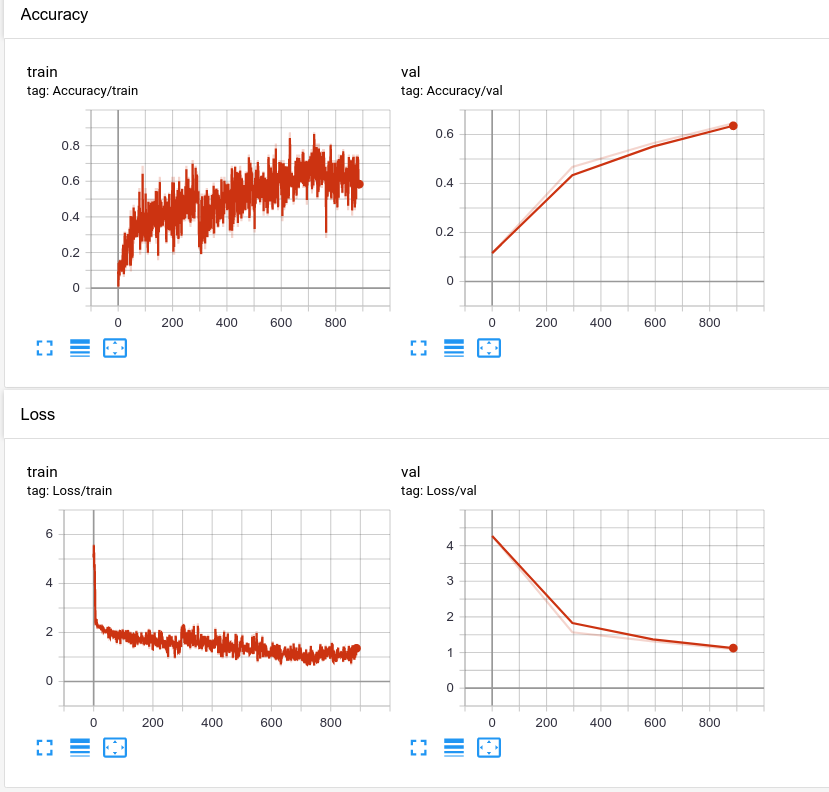 Accuracy
train
tag: Accuracy/train
val
tag: Accuracy/val
0.8
0.6
0.4
0.2
0
0 200 400 600 800
0.6
0.4
0.2
0
0 200 400 600 800
Loss
train
tag: Loss/train
val
tag: Loss/val
6
4
2
0
0 200 400 600 800
4
3
2
1
0
0 200 400 600 800